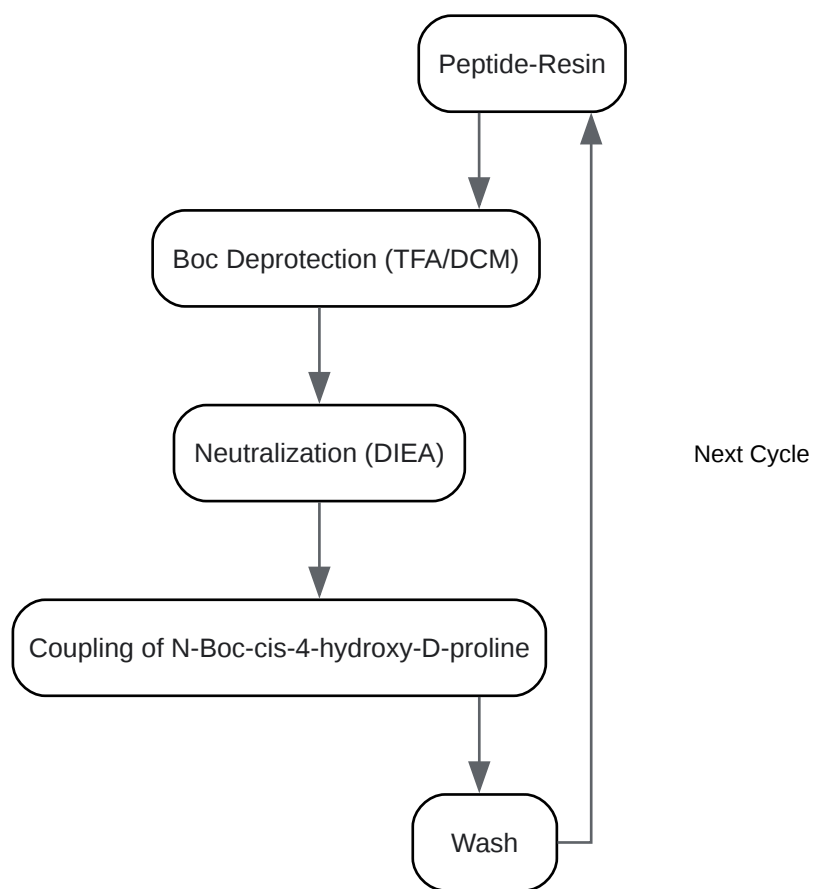 Peptide-Resin
Boc Deprotection (TFA/DCM)
Neutralization (DIEA)
Next Cycle
Coupling of N-Boc-cis-4-hydroxy-D-proline
Wash